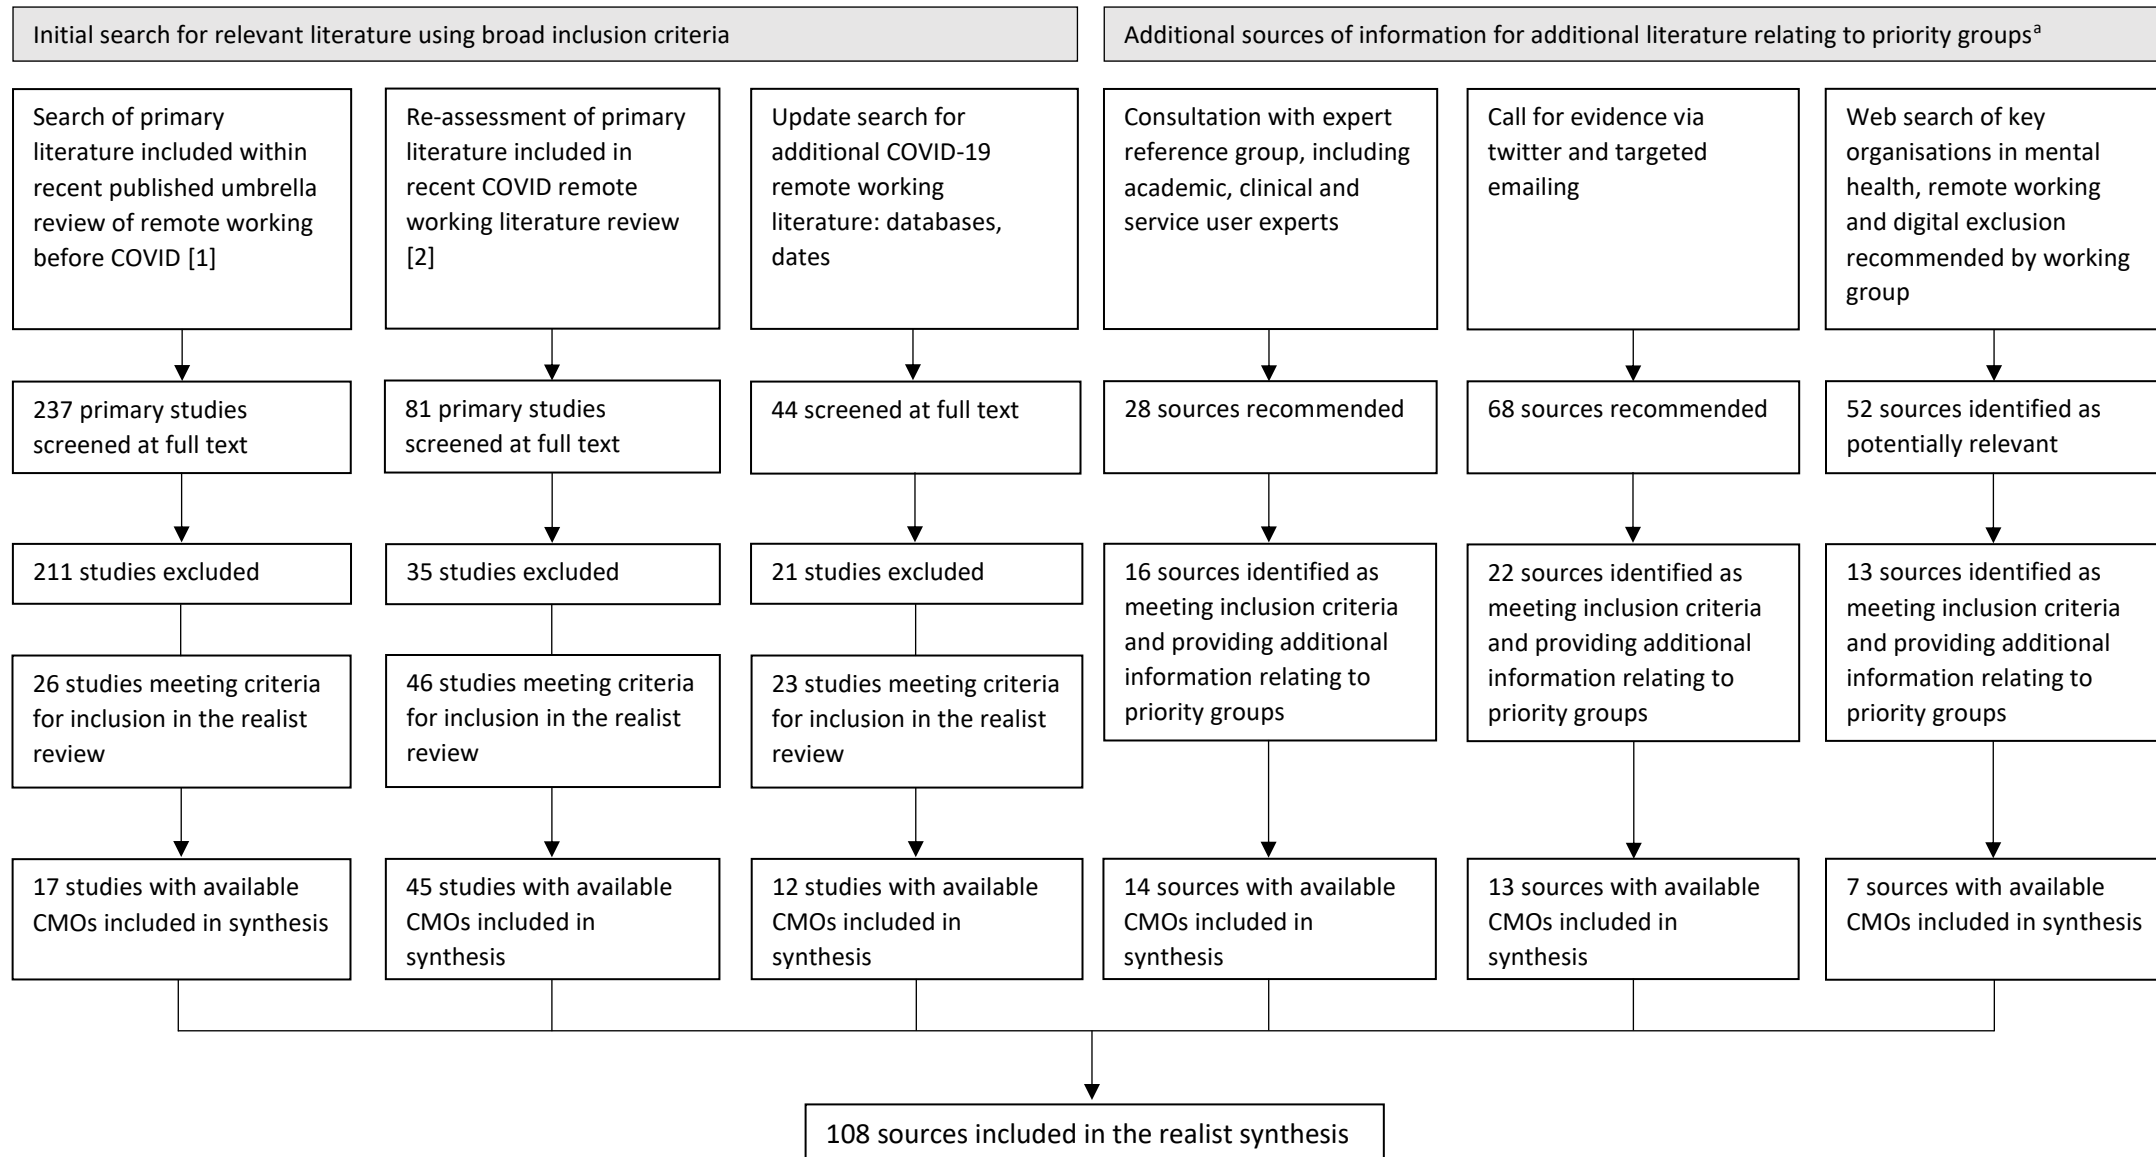 Initial search for relevant literature using broad inclusion criteria
Additional sources of information for additional literature relating to priority groupsᵃ
Search of primary
literature included within
recent published umbrella
review of remote working
before COVID [1]
Re-assessment of primary
literature included in
recent COVID remote
working literature review
[2]
Update search for
additional COVID-19
remote working
literature: databases,
dates
Consultation with expert
reference group, including
academic, clinical and
service user experts
Call for evidence via
twitter and targeted
emailing
Web search of key
organisations in mental
health, remote working
and digital exclusion
recommended by working
group
237 primary studies
screened at full text
81 primary studies
screened at full text
44 screened at full text
28 sources recommended
68 sources recommended
52 sources identified as
potentially relevant
211 studies excluded
35 studies excluded
21 studies excluded
16 sources identified as
meeting inclusion criteria
and providing additional
information relating to
priority groups
22 sources identified as
meeting inclusion criteria
and providing additional
information relating to
priority groups
13 sources identified as
meeting inclusion criteria
and providing additional
information relating to
priority groups
26 studies meeting criteria
for inclusion in the realist
review
46 studies meeting criteria
for inclusion in the realist
review
23 studies meeting criteria
for inclusion in the realist
review
17 studies with available
CMOs included in synthesis
45 studies with available
CMOs included in
synthesis
12 studies with available
CMOs included in
synthesis
14 sources with available
CMOs included in
synthesis
13 sources with available
CMOs included in
synthesis
7 sources with available
CMOs included in synthesis
108 sources included in the realist synthesis